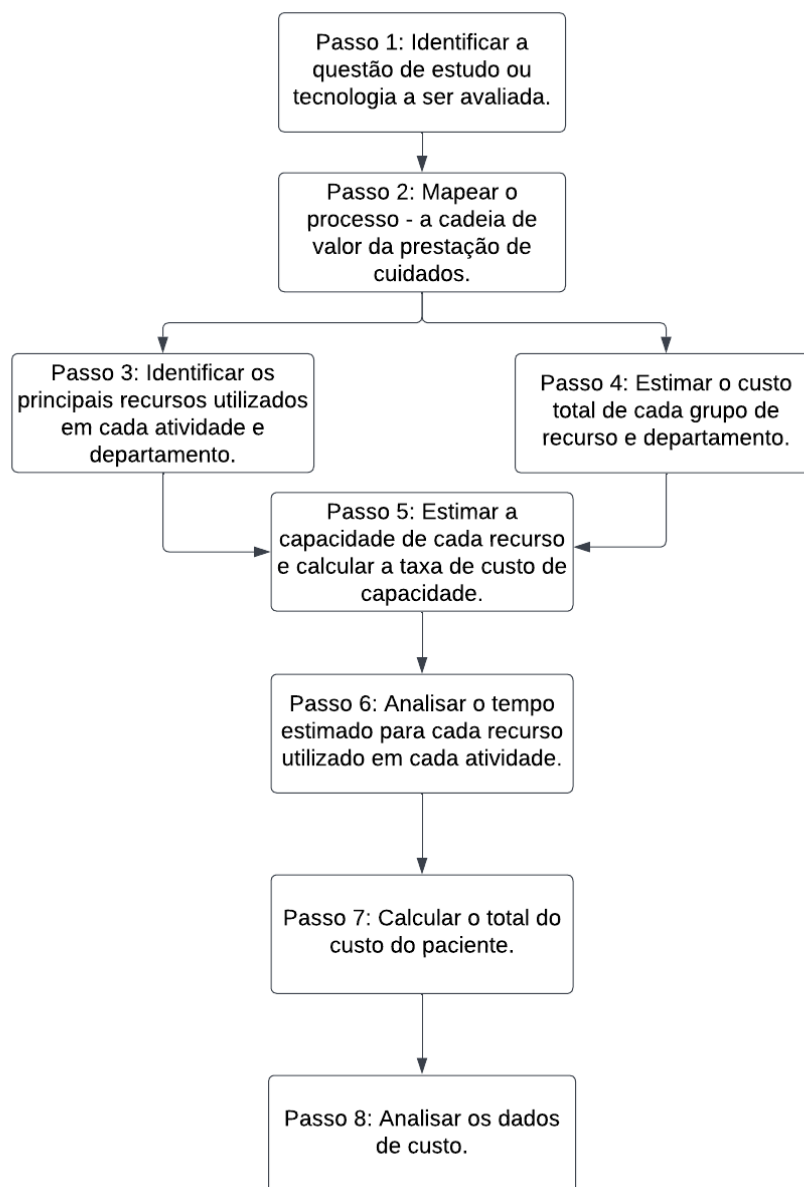 Passo 1: Identificar a
questão de estudo ou
tecnologia a ser avaliada.
Passo 2: Mapear o
processo - a cadeia de
valor da prestação de
cuidados.
Passo 3: Identificar os
principais recursos utilizados
em cada atividade e
departamento.
Passo 4: Estimar o custo
total de cada grupo de
recurso e departamento.
Passo 5: Estimar a
capacidade de cada recurso
e calcular a taxa de custo de
capacidade.
Passo 6: Analisar o tempo
estimado para cada recurso
utilizado em cada atividade.
Passo 7: Calcular o total do
custo do paciente.
Passo 8: Analisar os dados
de custo.